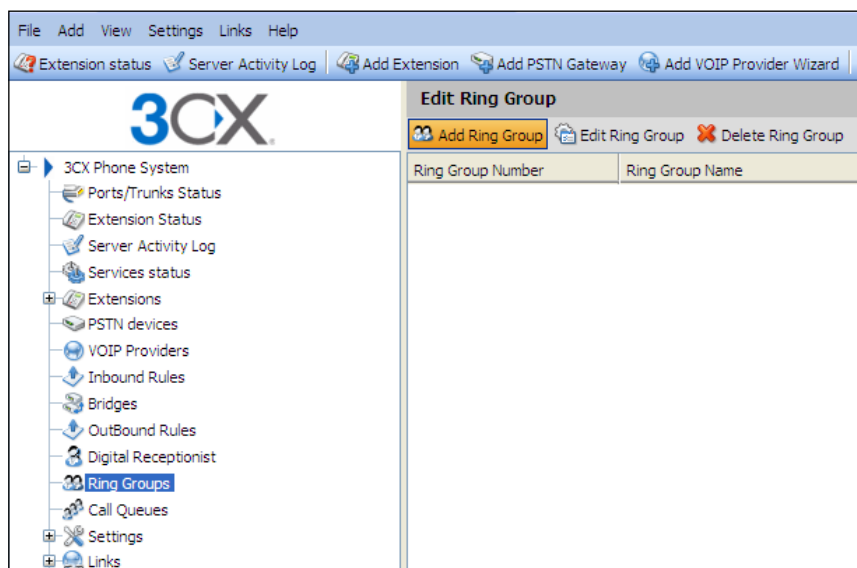 File Add View Settings Links Help
Extension status Server Activity Log Add Extension Add PSTN Gateway Add VOIP Provider Wizard
3CX
Edit Ring Group
Add Ring Group Edit Ring Group Delete Ring Group
Ring Group Number Ring Group Name
3CX Phone System
Ports/Trunks Status
Extension Status
Server Activity Log
Services status
Extensions
PSTN devices
VOIP Providers
Inbound Rules
Bridges
OutBound Rules
Digital Receptionist
Ring Groups
Call Queues
Settings
Links